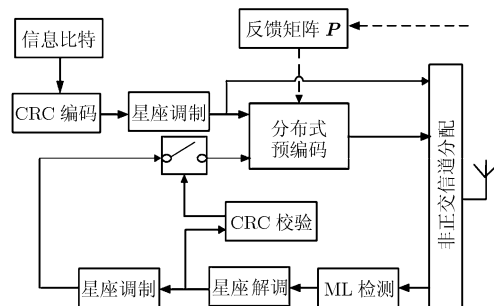 信息比特
反馈矩阵 P
CRC 编码
星座调制
分布式
预编码
非正交信道分配
CRC 校验
星座调制
星座解调
ML 检测